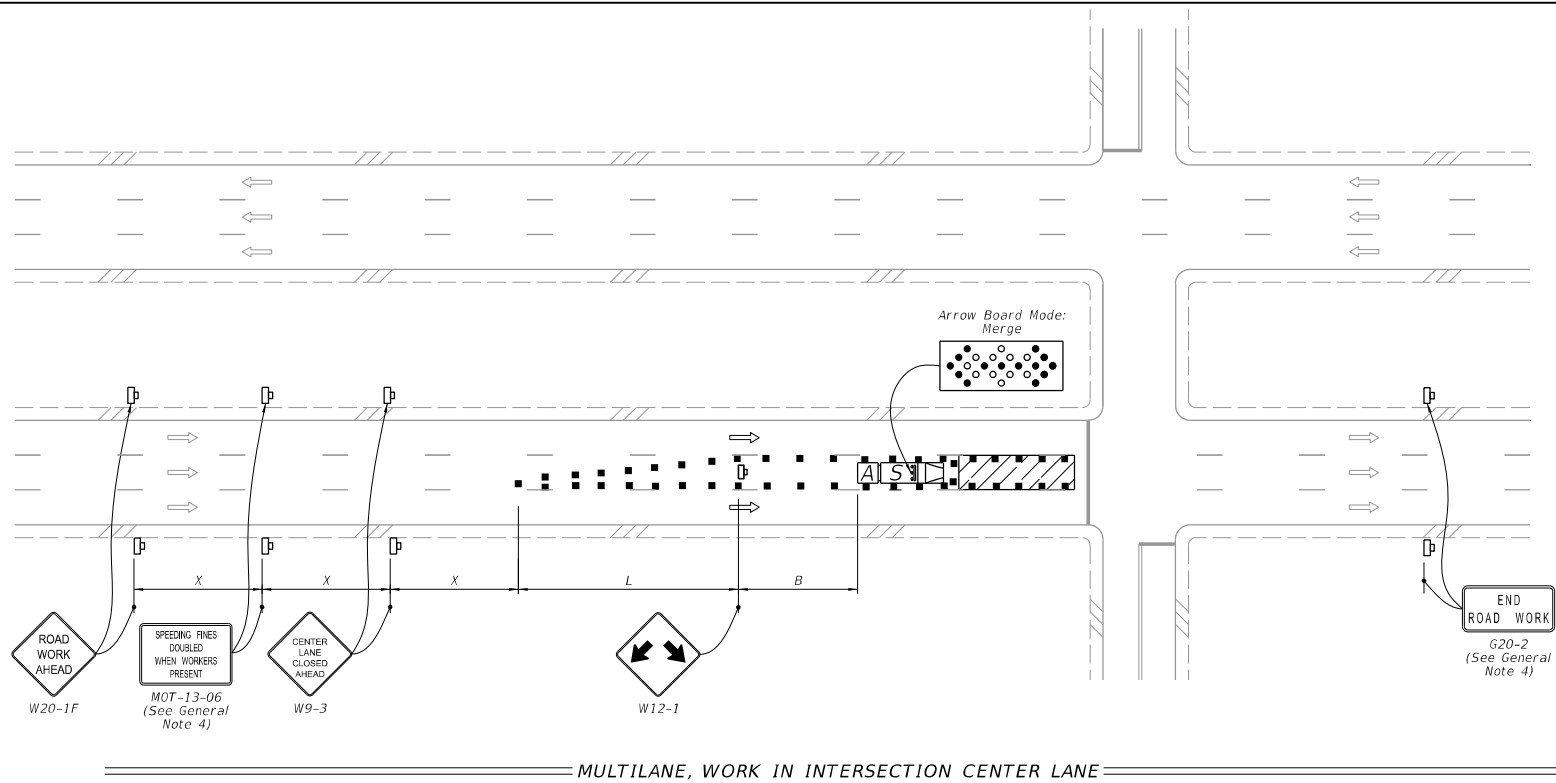 Arrow Board Mode:
Merge
A S
X X X L B
ROAD
WORK
AHEAD
W20-1F
SPEEDING FINES
DOUBLED
WHEN WORKERS
PRESENT
MOT-13-06
(See General
Note 4)
CENTER
LANE
CLOSED
AHEAD
W9-3
W12-1
END
ROAD WORK
G20-2
(See General
Note 4)
MULTILANE, WORK IN INTERSECTION CENTER LANE